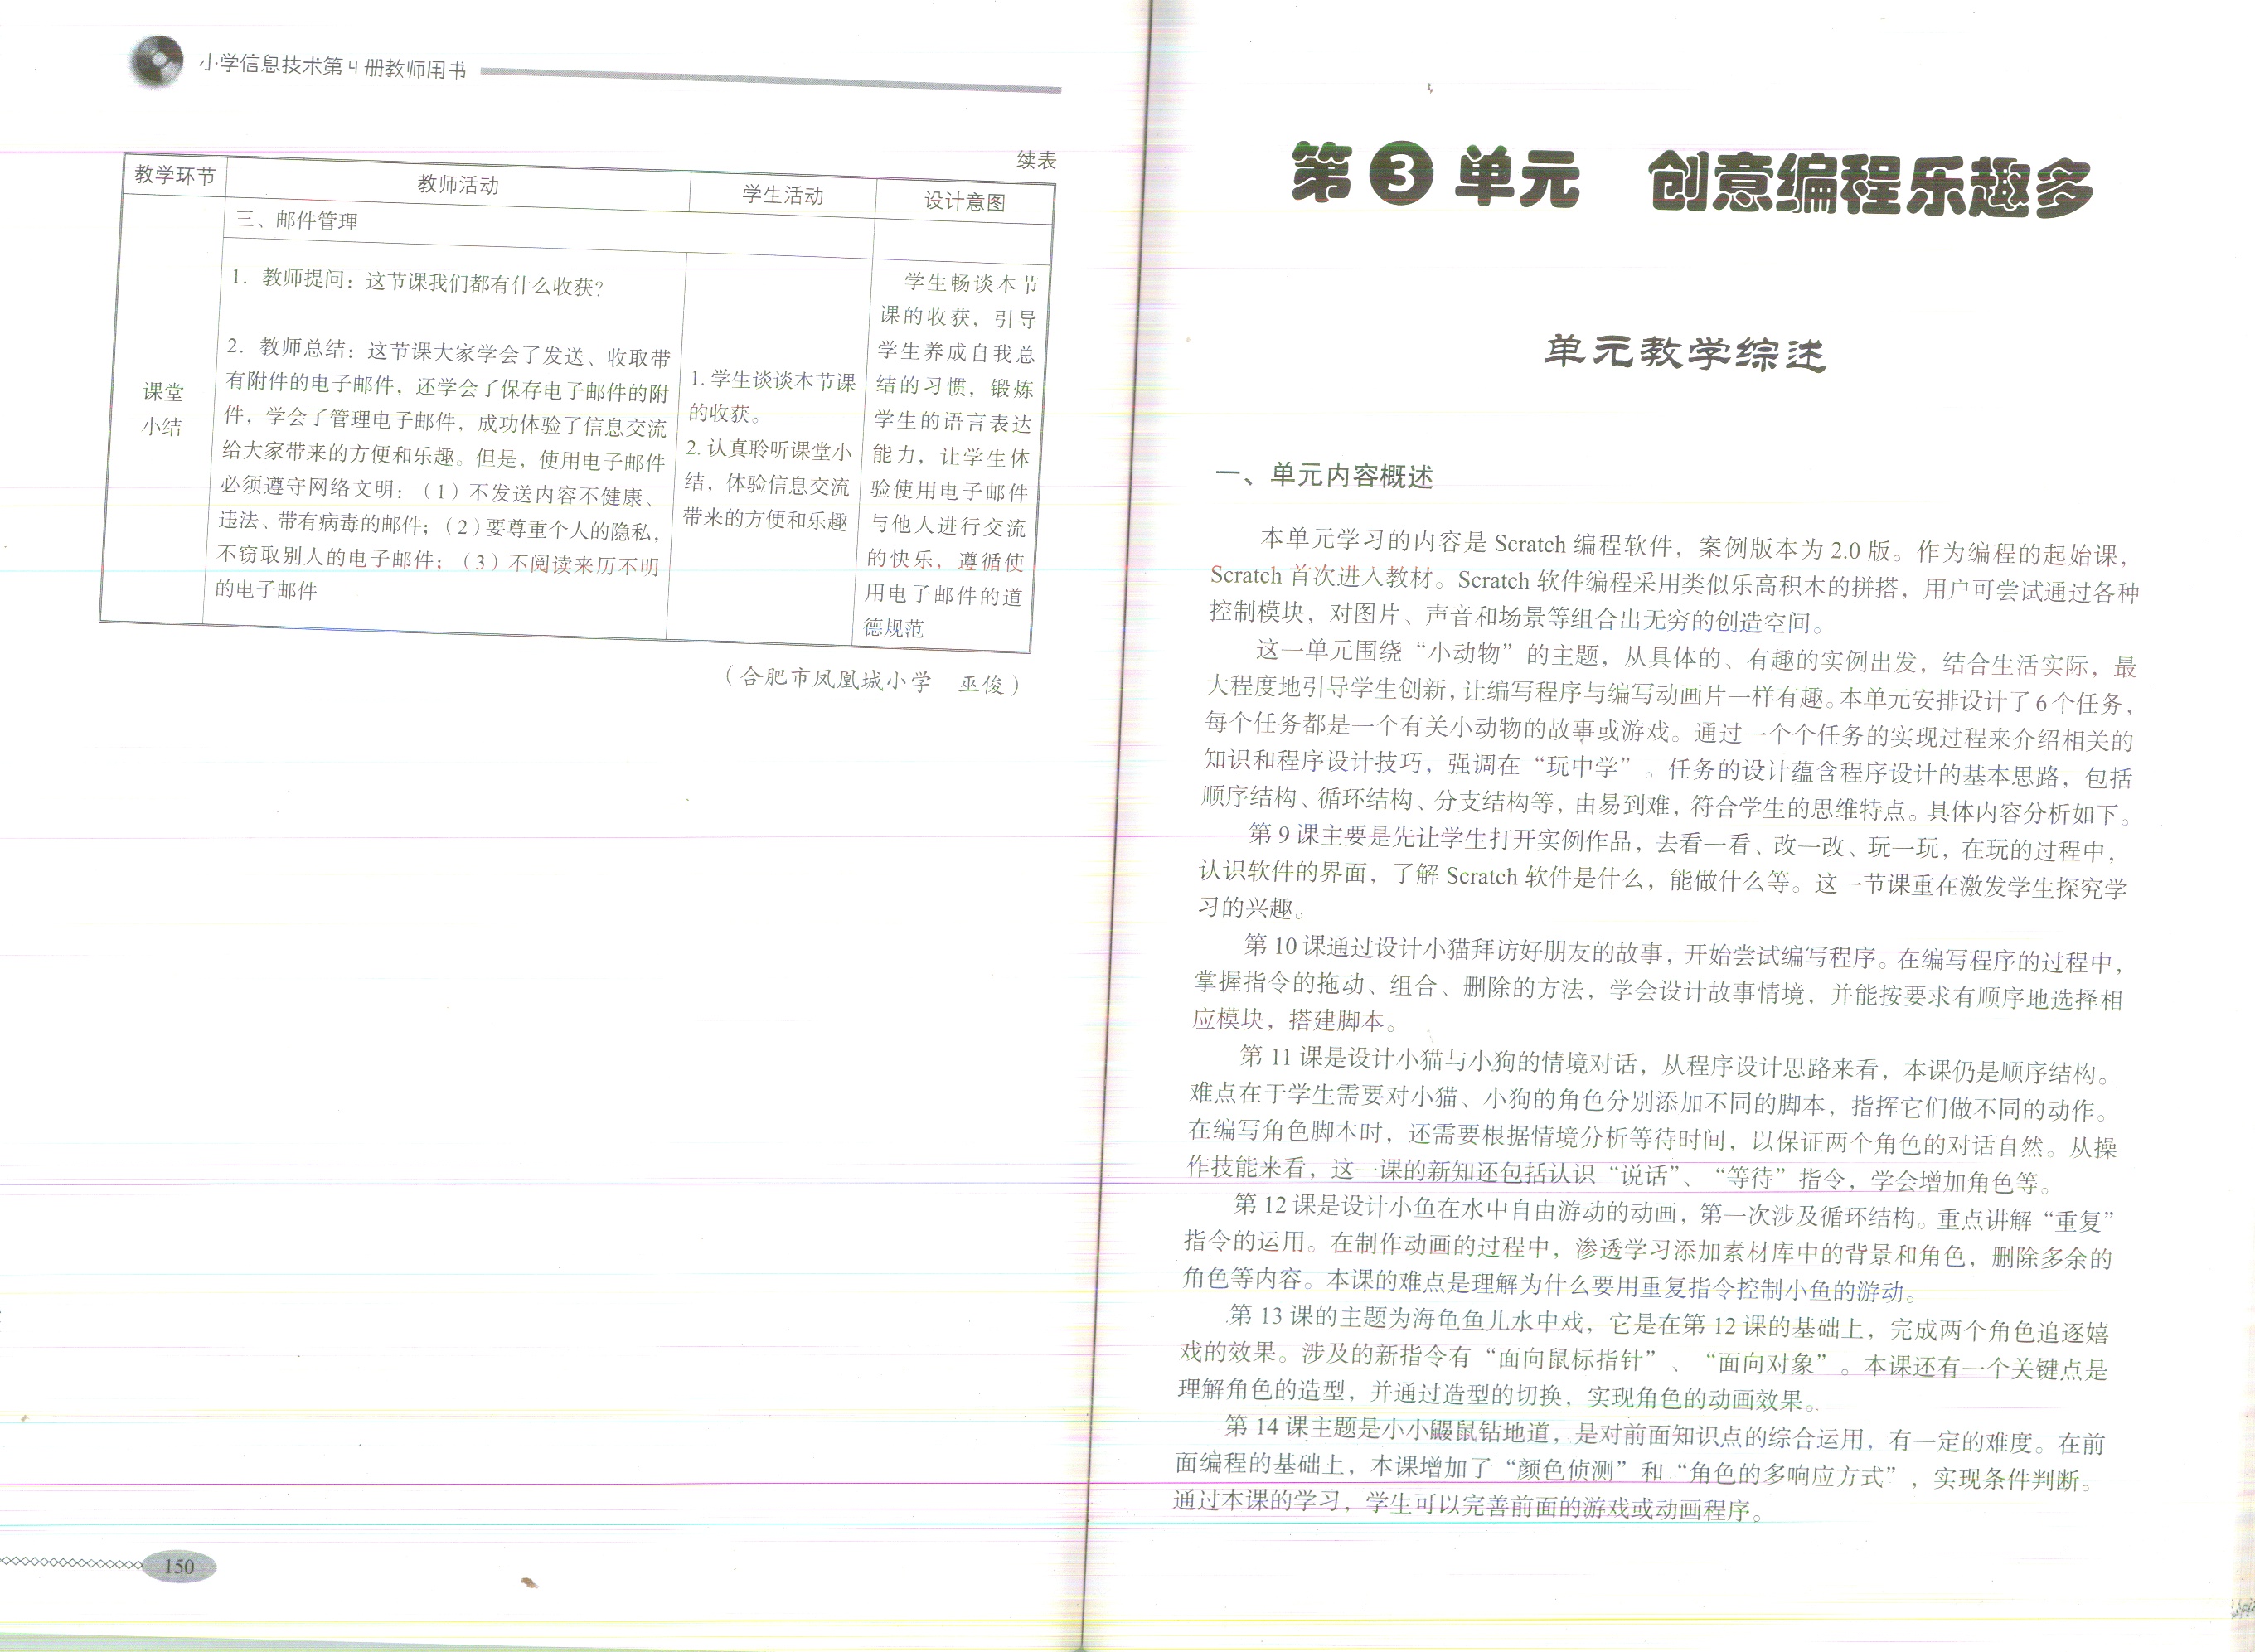 小学信息技术第4册教师用书
续表
教学环节 教师活动 学生活动 设计意图
三、邮件管理
课堂
小结
1. 教师提问：这节课我们都有什么收获?
2. 教师总结：这节课大家学会了发送、收取带
有附件的电子邮件，还学会了保存电子邮件的附
件，学会了管理电子邮件，成功体验了信息交流
给大家带来的方便和乐趣。但是，使用电子邮件
必须遵守网络文明：（1）不发送内容不健康、
违法、带有病毒的邮件；（2）要尊重个人的隐私，
不窃取别人的电子邮件；（3）不阅读来历不明
的电子邮件
1. 学生谈谈本节课
的收获。
2. 认真聆听课堂小
结，体验信息交流
带来的方便和乐趣
学生畅谈本节
课的收获，引导
学生养成自我总
结的习惯，锻炼
学生的语言表达
能力，让学生体
验使用电子邮件
与他人进行交流
的快乐，遵循使
用电子邮件的道
德规范
（合肥市凤凰城小学 巫俊）
150
第3单元 创意编程乐趣多
单元教学综述
一、单元内容概述
本单元学习的内容是 Scratch 编程软件，案例版本为 2.0 版。作为编程的起始课，
Scratch 首次进入教材。Scratch 软件编程采用类似乐高积木的拼搭，用户可尝试通过各种
控制模块，对图片、声音和场景等组合出无穷的创造空间。
这一单元围绕“小动物”的主题，从具体的、有趣的实例出发，结合生活实际，最
大程度地引导学生创新，让编写程序与编写动画片一样有趣。本单元安排设计了 6 个任务，
每个任务都是一个有关小动物的故事或游戏。通过一个个任务的实现过程来介绍相关的
知识和程序设计技巧，强调在“玩中学”。任务的设计蕴含程序设计的基本思路，包括
顺序结构、循环结构、分支结构等，由易到难，符合学生的思维特点。具体内容分析如下。
第 9 课主要是先让学生打开实例作品，去看一看、改一改、玩一玩，在玩的过程中，
认识软件的界面，了解 Scratch 软件是什么，能做什么等。这一节课重在激发学生探究学
习的兴趣。
第 10 课通过设计小猫拜访好朋友的故事，开始尝试编写程序。在编写程序的过程中，
掌握指令的拖动、组合、删除的方法，学会设计故事情境，并能按要求有顺序地选择相
应模块，搭建脚本。
第 11 课是设计小猫与小狗的情境对话，从程序设计思路来看，本课仍是顺序结构。
难点在于学生需要对小猫、小狗的角色分别添加不同的脚本，指挥它们做不同的动作。
在编写角色脚本时，还需要根据情境分析等待时间，以保证两个角色的对话自然。从操
作技能来看，这一课的新知还包括认识“说话”、“等待”指令，学会增加角色等。
第 12 课是设计小鱼在水中自由游动的动画，第一次涉及循环结构。重点讲解“重复”
指令的运用。在制作动画的过程中，渗透学习添加素材库中的背景和角色，删除多余的
角色等内容。本课的难点是理解为什么要用重复指令控制小鱼的游动。
第 13 课的主题为海龟鱼儿水中戏，它是在第 12 课的基础上，完成两个角色追逐嬉
戏的效果。涉及的新指令有“面向鼠标指针”、“面向对象”。本课还有一个关键点是
理解角色的造型，并通过造型的切换，实现角色的动画效果。
第 14 课主题是小小鼹鼠钻地道，是对前面知识点的综合运用，有一定的难度。在前
面编程的基础上，本课增加了“颜色侦测”和“角色的多响应方式”，实现条件判断。
通过本课的学习，学生可以完善前面的游戏或动画程序。